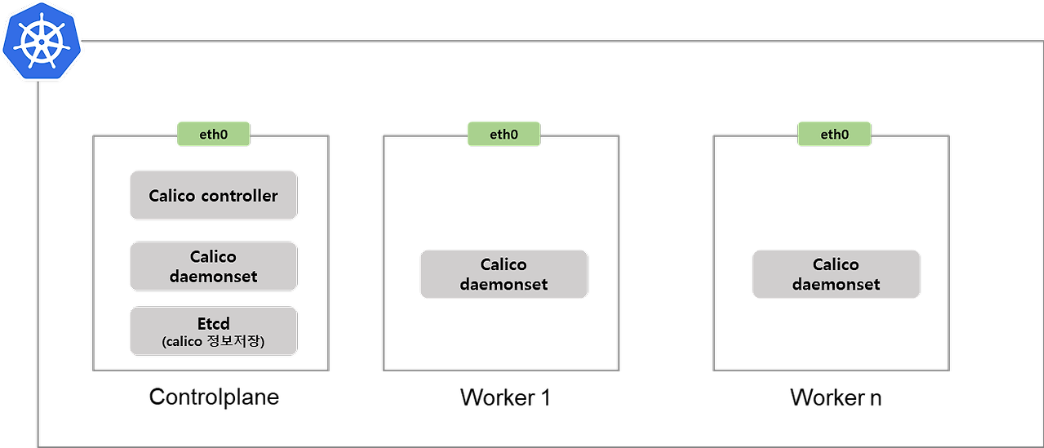 eth0
eth0
eth0
Calico controller
Calico
daemonset
Etcd
(calico 정보저장)
Calico
daemonset
Calico
daemonset
Controlplane
Worker 1
Worker n